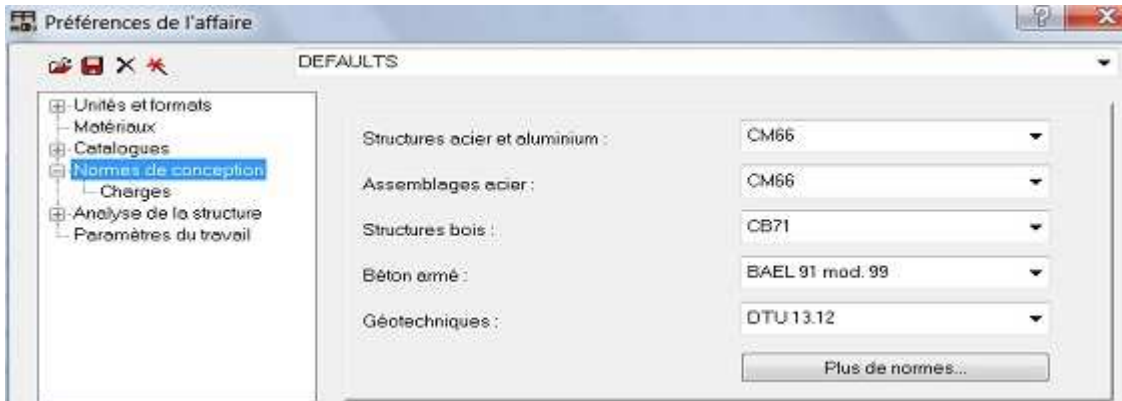 Préférences de l'affaire
DEFAULTS
Unités et formats
Matériaux
Catalogues
Normes de conception
Charges
Analyse de la structure
Paramètres du travail
Structures acier et aluminium : CM66
Assemblages acier : CM66
Structures bois : CB71
Béton armé : BAEL 91 mod. 99
Géotechniques : DTU 13.12
Plus de normes...